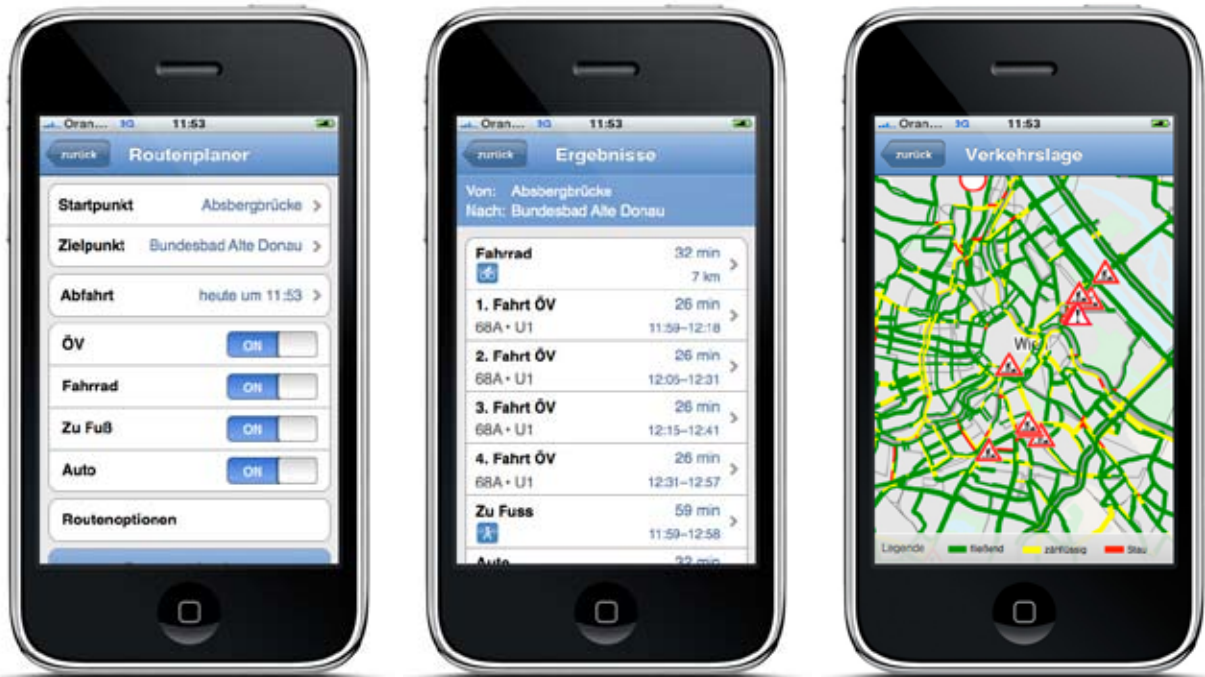 Oran... 3G 11:53
zurück Routenplaner
Startpunkt Absbergbrücke
Zielpunkt Bundesbad Alte Donau
Abfahrt heute um 11:53
ÖV ON
Fahrrad ON
Zu Fuß ON
Auto ON
Routenoptionen
Oran... 3G 11:53
zurück Ergebnisse
Von: Absbergbrücke
Nach: Bundesbad Alte Donau
Fahrrad 32 min
7 km
1. Fahrt ÖV 26 min
68A • U1 11:59–12:18
2. Fahrt ÖV 26 min
68A • U1 12:05–12:31
3. Fahrt ÖV 26 min
68A • U1 12:15–12:41
4. Fahrt ÖV 26 min
68A • U1 12:31–12:57
Zu Fuss 59 min
11:59–12:58
Auto 32 min
Oran... 3G 11:53
zurück Verkehrslage
Wien
Legende fließend zähflüssig Stau